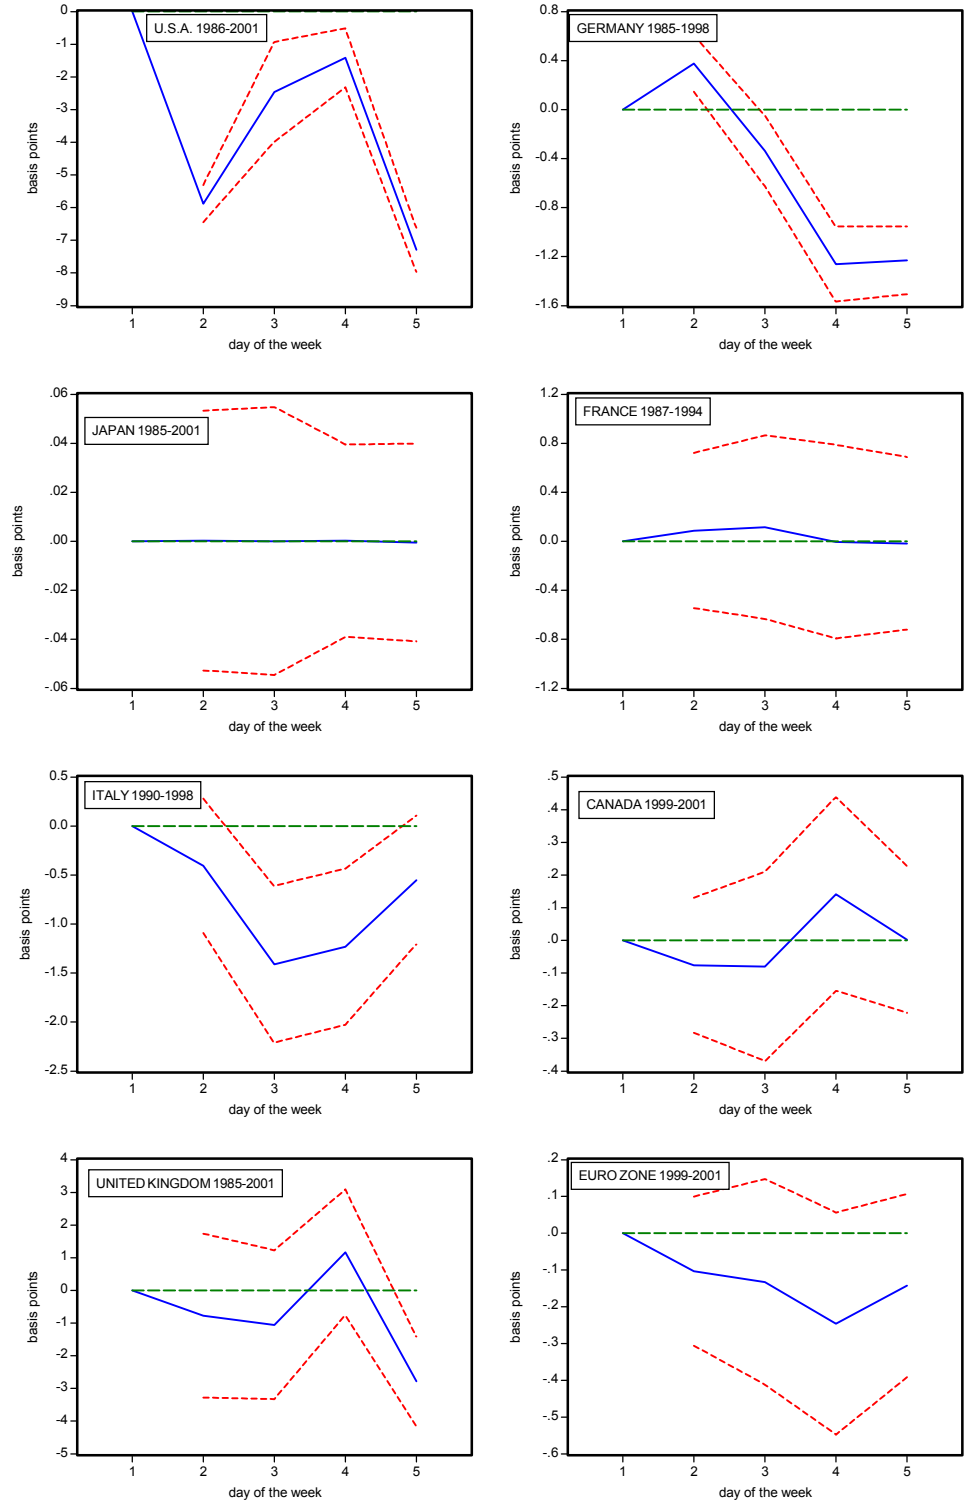 U.S.A. 1986-2001
0
-1
-2
-3
-4
-5
-6
-7
-8
-9
basis points
1 2 3 4 5
day of the week
GERMANY 1985-1998
0.8
0.4
0.0
-0.4
-0.8
-1.2
-1.6
basis points
1 2 3 4 5
day of the week
JAPAN 1985-2001
.06
.04
.02
.00
-.02
-.04
-.06
basis points
1 2 3 4 5
day of the week
FRANCE 1987-1994
1.2
0.8
0.4
0.0
-0.4
-0.8
-1.2
basis points
1 2 3 4 5
day of the week
ITALY 1990-1998
0.5
0.0
-0.5
-1.0
-1.5
-2.0
-2.5
basis points
1 2 3 4 5
day of the week
CANADA 1999-2001
.5
.4
.3
.2
.1
.0
-.1
-.2
-.3
-.4
basis points
1 2 3 4 5
day of the week
UNITED KINGDOM 1985-2001
4
3
2
1
0
-1
-2
-3
-4
-5
basis points
1 2 3 4 5
day of the week
EURO ZONE 1999-2001
.2
.1
.0
-.1
-.2
-.3
-.4
-.5
-.6
basis points
1 2 3 4 5
day of the week